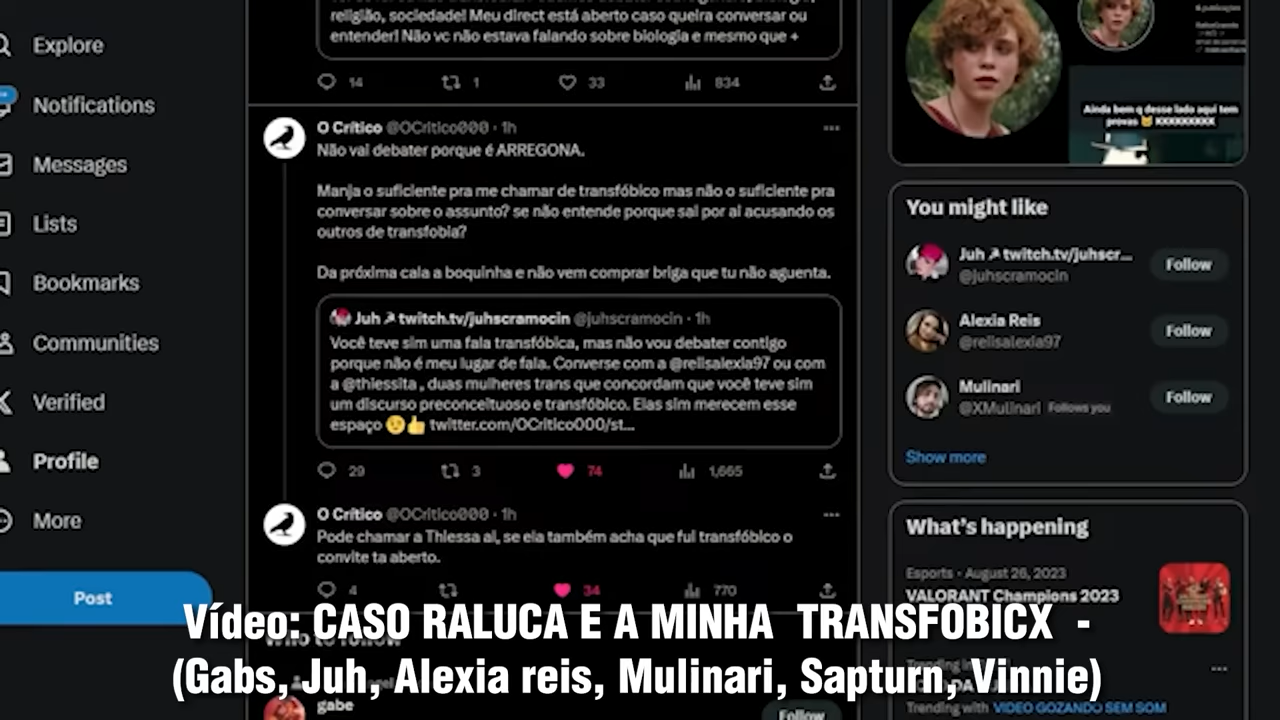 Explore
Notifications
Messages
Lists
Bookmarks
Communities
Verified
Profile
More
Post
religião, sociedade! Meu direct está aberto caso queira conversar ou
entender! Não vc não estava falando sobre biologia e mesmo que +
14 1 33 834
O Crítico @OCritico000 · 1h
Não vai debater porque é ARREGONA.
Manja o suficiente pra me chamar de transfóbico mas não o suficiente pra
conversar sobre o assunto? se não entende porque sai por ai acusando os
outros de transfobia?
Da próxima cala a boquinha e não vem comprar briga que tu não aguenta.
Juh twitch.tv/juhscramocin @juhscramocin · 1h
Você teve sim uma fala transfóbica, mas não vou debater contigo
porque não é meu lugar de fala. Converse com a @reiisalexia97 ou com
a @thiessita , duas mulheres trans que concordam que você teve sim
um discurso preconceituoso e transfóbico. Elas sim merecem esse
espaço twitter.com/OCritico000/st...
29 3 74 1,665
O Crítico @OCritico000 · 1h
Pode chamar a Thiessa ai, se ela também acha que fui transfóbico o
convite ta aberto.
4 34 770
Who to follow
gabe
Follow
Ainda bem q desse lado aqui tem
provas XXXXXXXXX
You might like
Juh twitch.tv/juhscr...
@juhscramocin
Follow
Alexia Reis
@reiisalexia97
Follow
Mulinari
@XMulinari Follows you
Follow
Show more
What's happening
Esports · August 26, 2023
VALORANT Champions 2023
Trending with VIDEO GOZANDO SEM SOM
Vídeo: CASO RALUCA E A MINHA TRANSFOBICX -
(Gabs, Juh, Alexia reis, Mulinari, Sapturn, Vinnie)